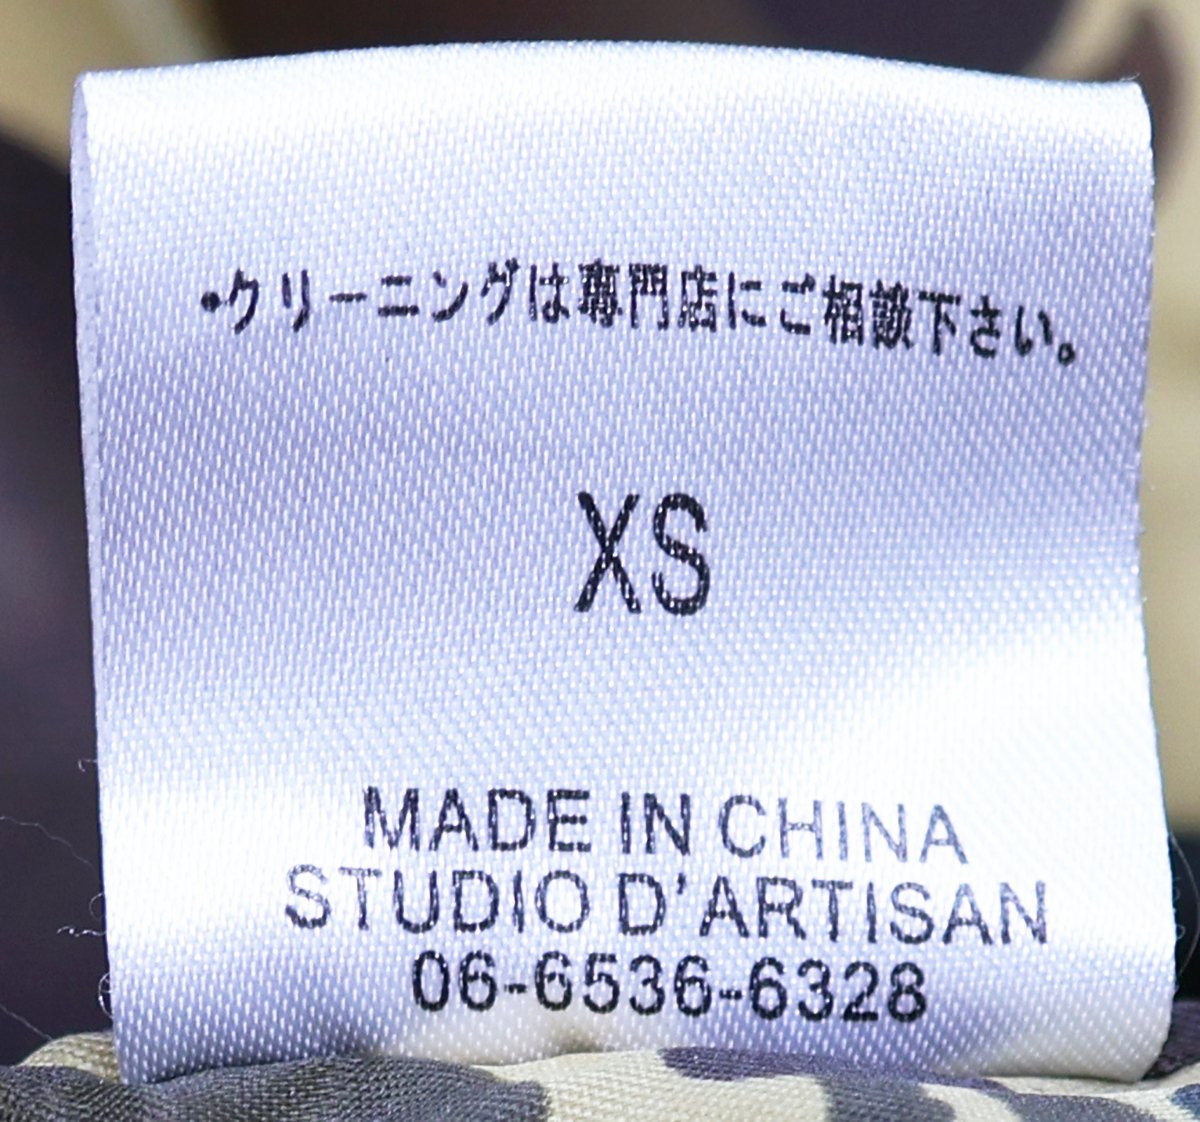 ・クリーニングは専門店にご相談下さい。
XS
MADE IN CHINA
STUDIO D'ARTISAN
06-6536-6328